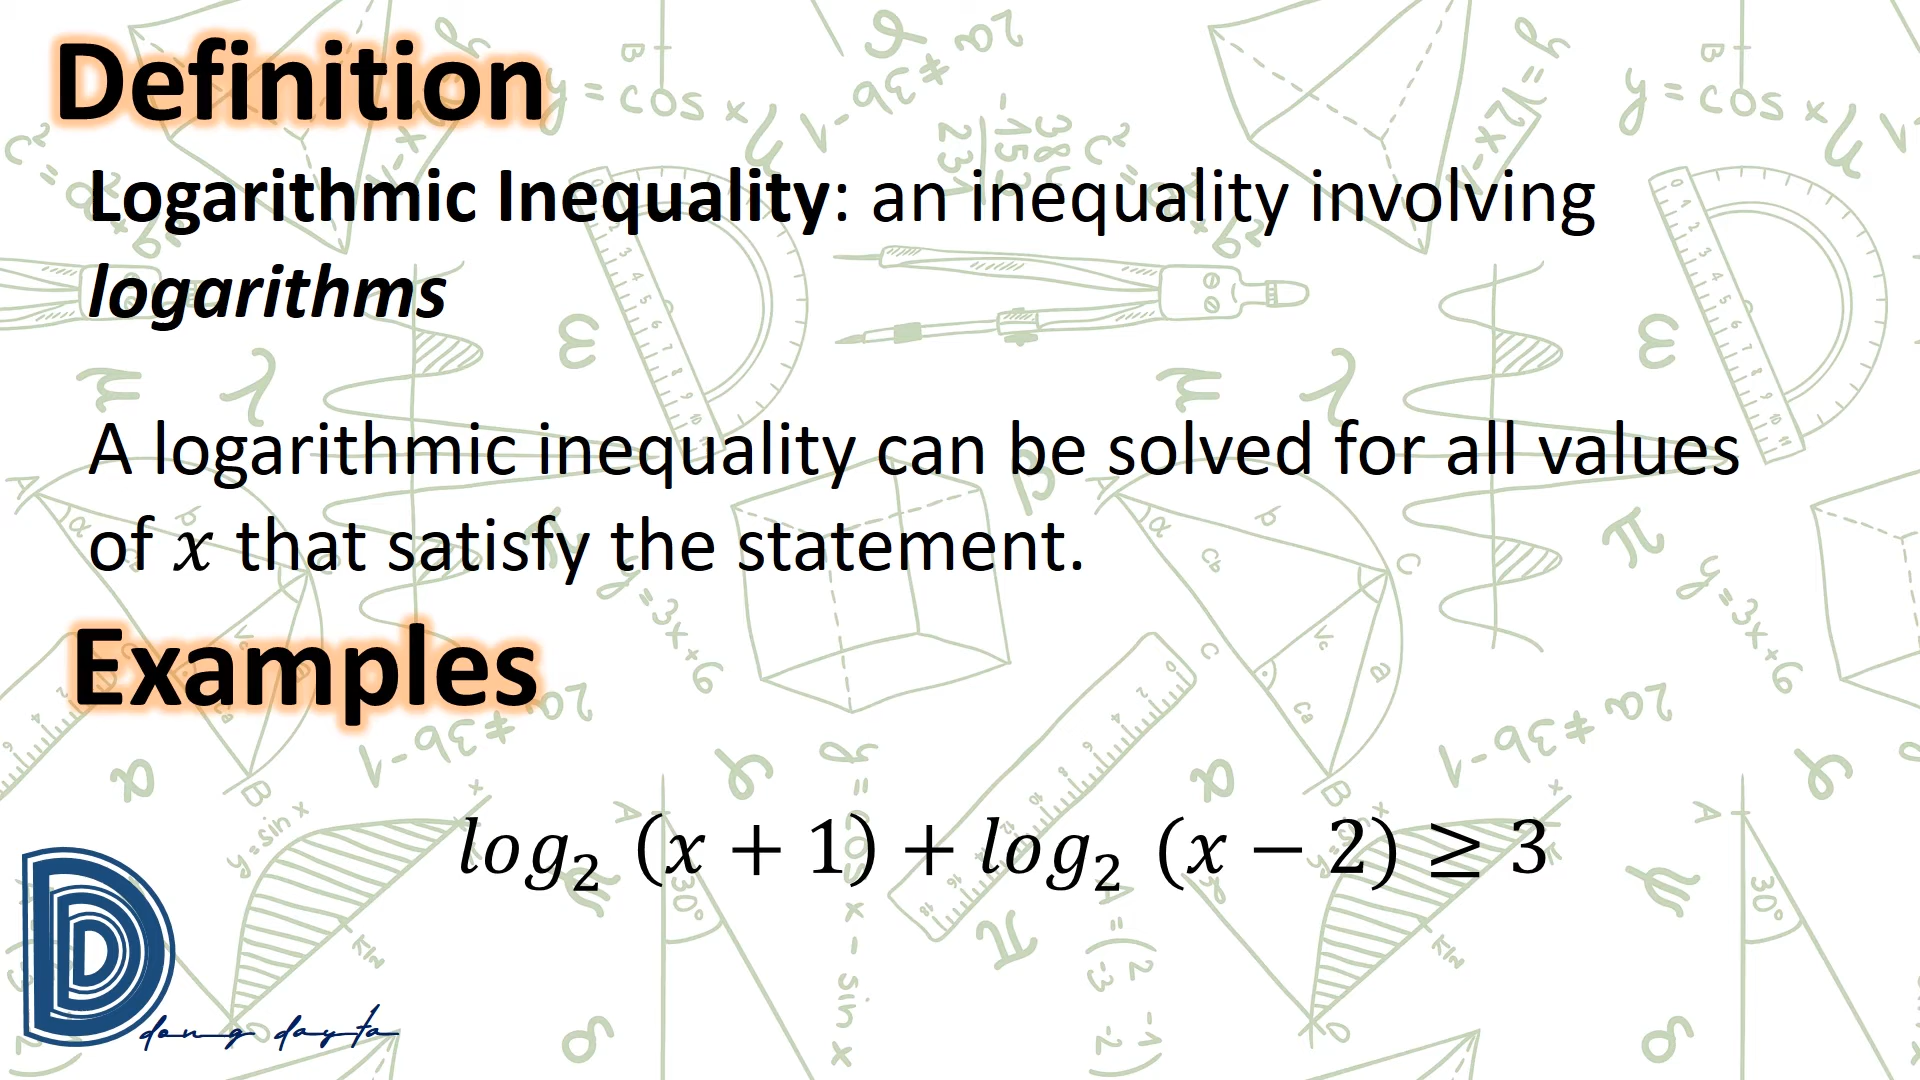 Definition
Logarithmic Inequality: an inequality involving
logarithms
A logarithmic inequality can be solved for all values
of x that satisfy the statement.
Examples
log₂ (x + 1) + log₂ (x − 2) ≥ 3
dong dayta